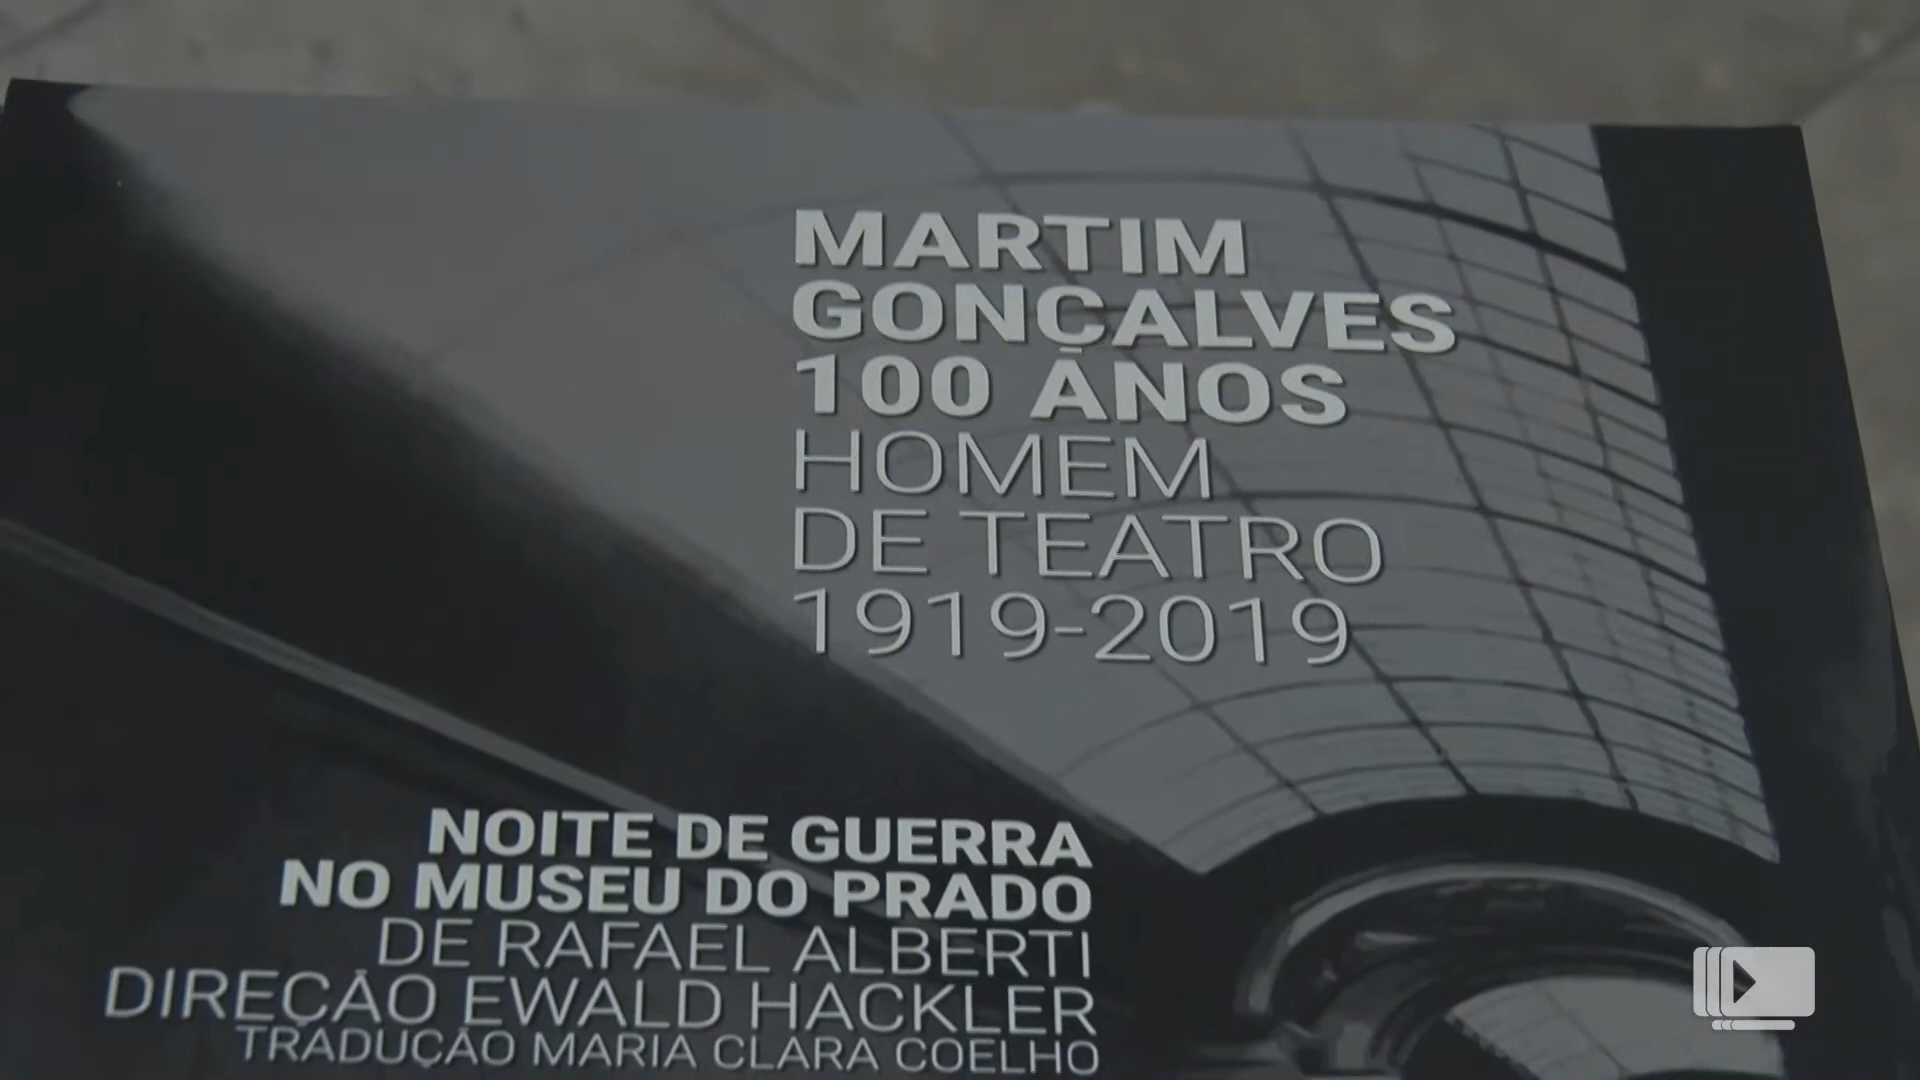 MARTIM
GONÇALVES
100 ANOS
HOMEM
DE TEATRO
1919-2019
NOITE DE GUERRA
NO MUSEU DO PRADO
DE RAFAEL ALBERTI
DIREÇÃO EWALD HACKLER
TRADUÇÃO MARIA CLARA COELHO